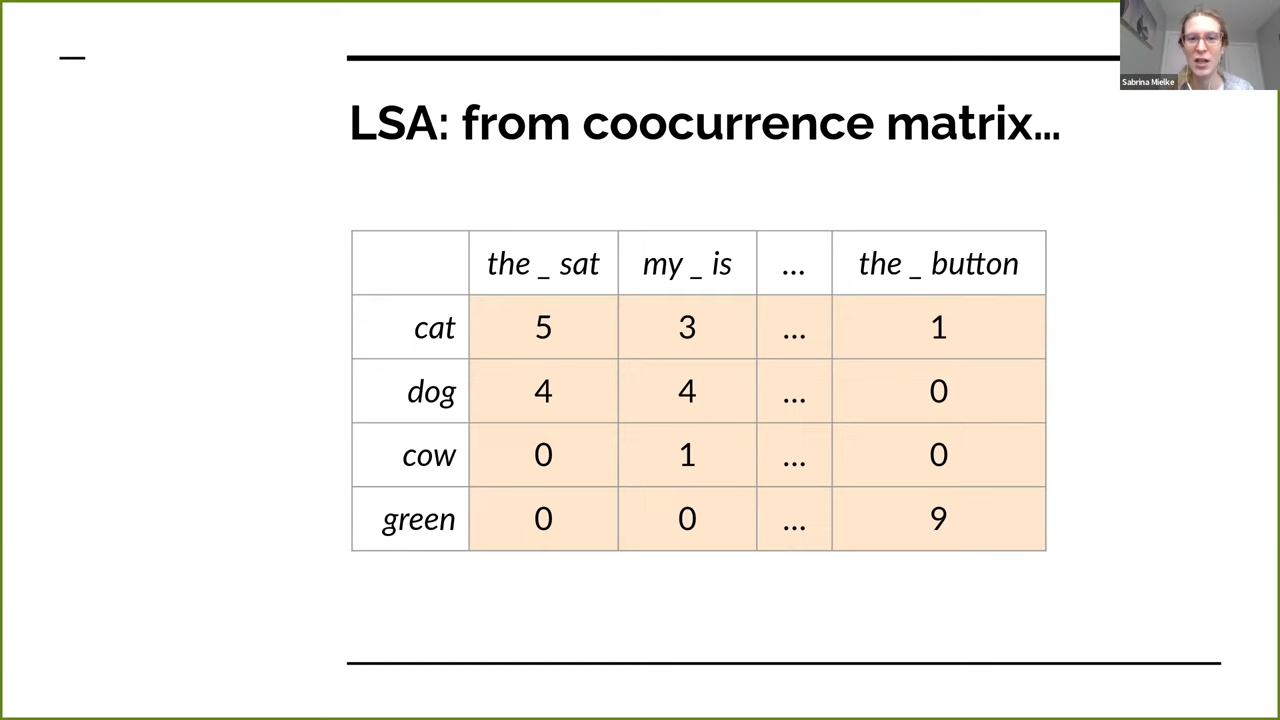 Sabrina Mielke
LSA: from coocurrence matrix...
the _ sat my _ is ... the _ button
cat 5 3 ... 1
dog 4 4 ... 0
cow 0 1 ... 0
green 0 0 ... 9